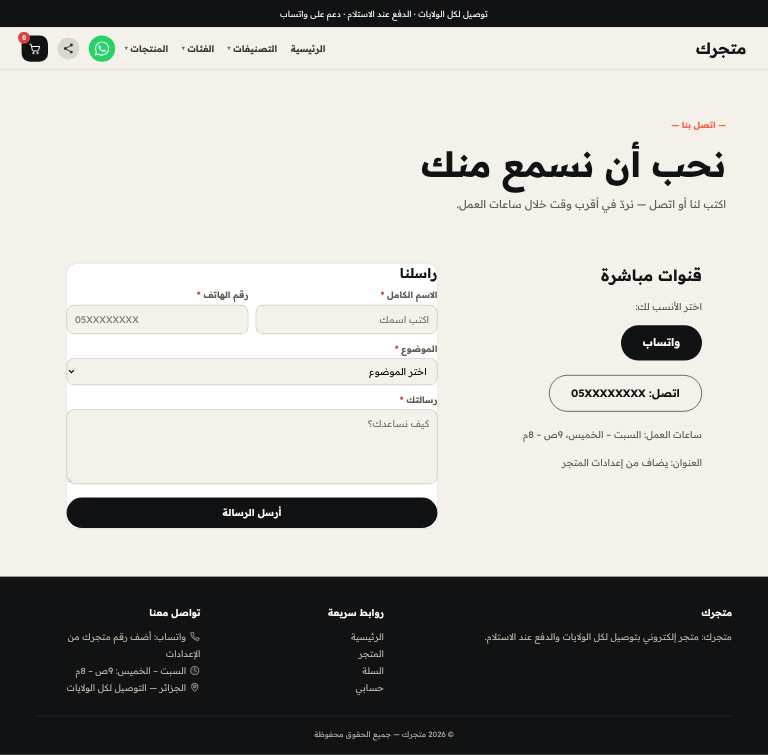 توصيل لكل الولايات · الدفع عند الاستلام · دعم على واتساب
متجرك
الرئيسية
التصنيفات
الفئات
المنتجات
0
— اتصل بنا —
نحب أن نسمع منك
اكتب لنا أو اتصل — نردّ في أقرب وقت خلال ساعات العمل.
قنوات مباشرة
اختر الأنسب لك:
واتساب
اتصل: 05XXXXXXXX
ساعات العمل: السبت – الخميس، 9ص – 8م
العنوان: يضاف من إعدادات المتجر
راسلنا
الاسم الكامل *
اكتب اسمك
رقم الهاتف *
05XXXXXXXX
الموضوع *
اختر الموضوع
رسالتك *
كيف نساعدك؟
أرسل الرسالة
متجرك
متجرك: متجر إلكتروني بتوصيل لكل الولايات والدفع عند الاستلام.
روابط سريعة
الرئيسية
المتجر
السلة
حسابي
تواصل معنا
واتساب: أضف رقم متجرك من
الإعدادات
السبت – الخميس: 9ص – 8م
الجزائر — التوصيل لكل الولايات
© 2026 متجرك — جميع الحقوق محفوظة